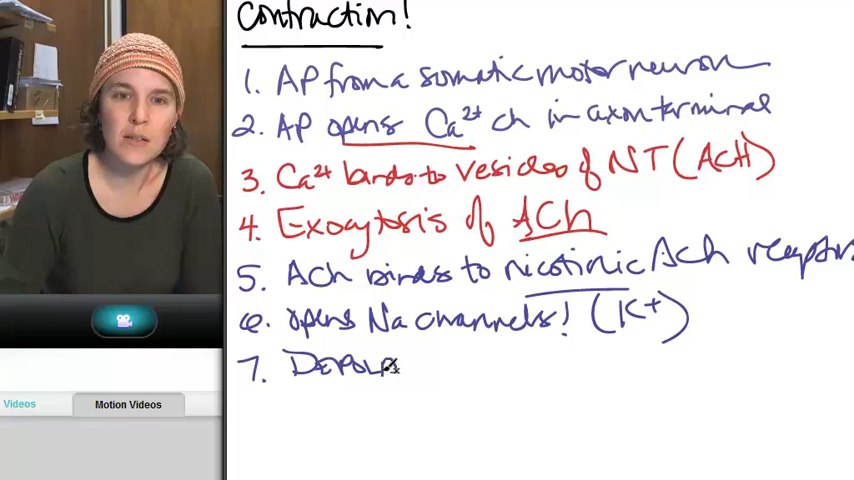 Contraction!
1. AP from a somatic motor neuron
2. AP opens Ca2+ ch in axon terminal
3. Ca2+ binds to vesicles of NT (ACH)
4. Exocytosis of ACh
5. ACh binds to nicotinic ACh receptors
6. opens Na channels! (K+)
7. DEPOLA
Videos
Motion Videos